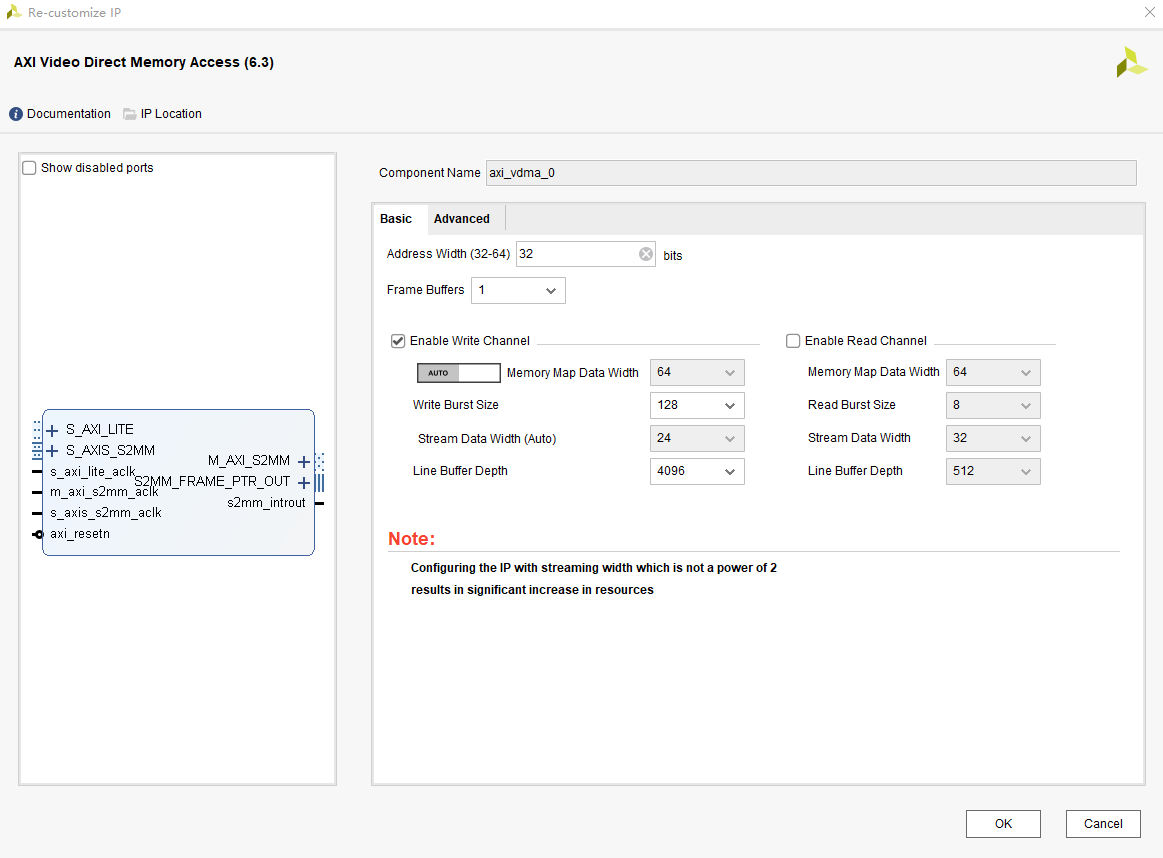 Re-customize IP
AXI Video Direct Memory Access (6.3)
Documentation IP Location
Show disabled ports
S_AXI_LITE
S_AXIS_S2MM
s_axi_lite_aclk
m_axi_s2mm_aclk
s_axis_s2mm_aclk
axi_resetn
M_AXI_S2MM
S2MM_FRAME_PTR_OUT
s2mm_introut
Component Name axi_vdma_0
Basic Advanced
Address Width (32-64) 32 bits
Frame Buffers 1
Enable Write Channel
AUTO Memory Map Data Width 64
Write Burst Size 128
Stream Data Width (Auto) 24
Line Buffer Depth 4096
Enable Read Channel
Memory Map Data Width 64
Read Burst Size 8
Stream Data Width 32
Line Buffer Depth 512
Note:
Configuring the IP with streaming width which is not a power of 2
results in significant increase in resources
OK Cancel